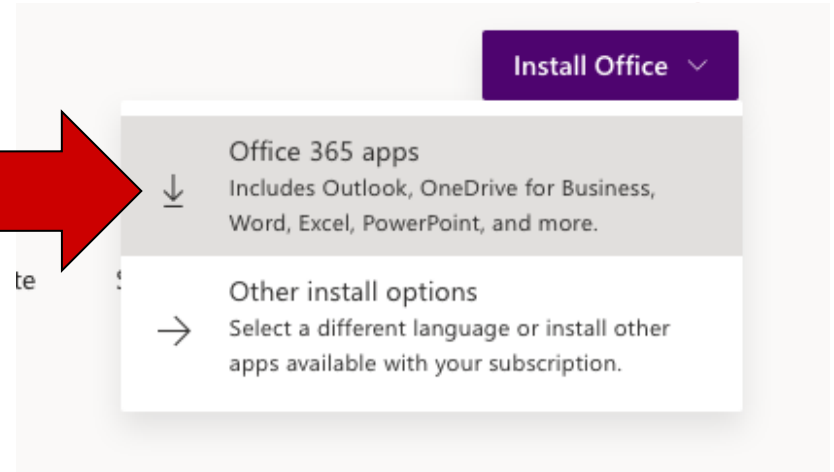 Install Office
Office 365 apps
Includes Outlook, OneDrive for Business,
Word, Excel, PowerPoint, and more.
te
Other install options
Select a different language or install other
apps available with your subscription.